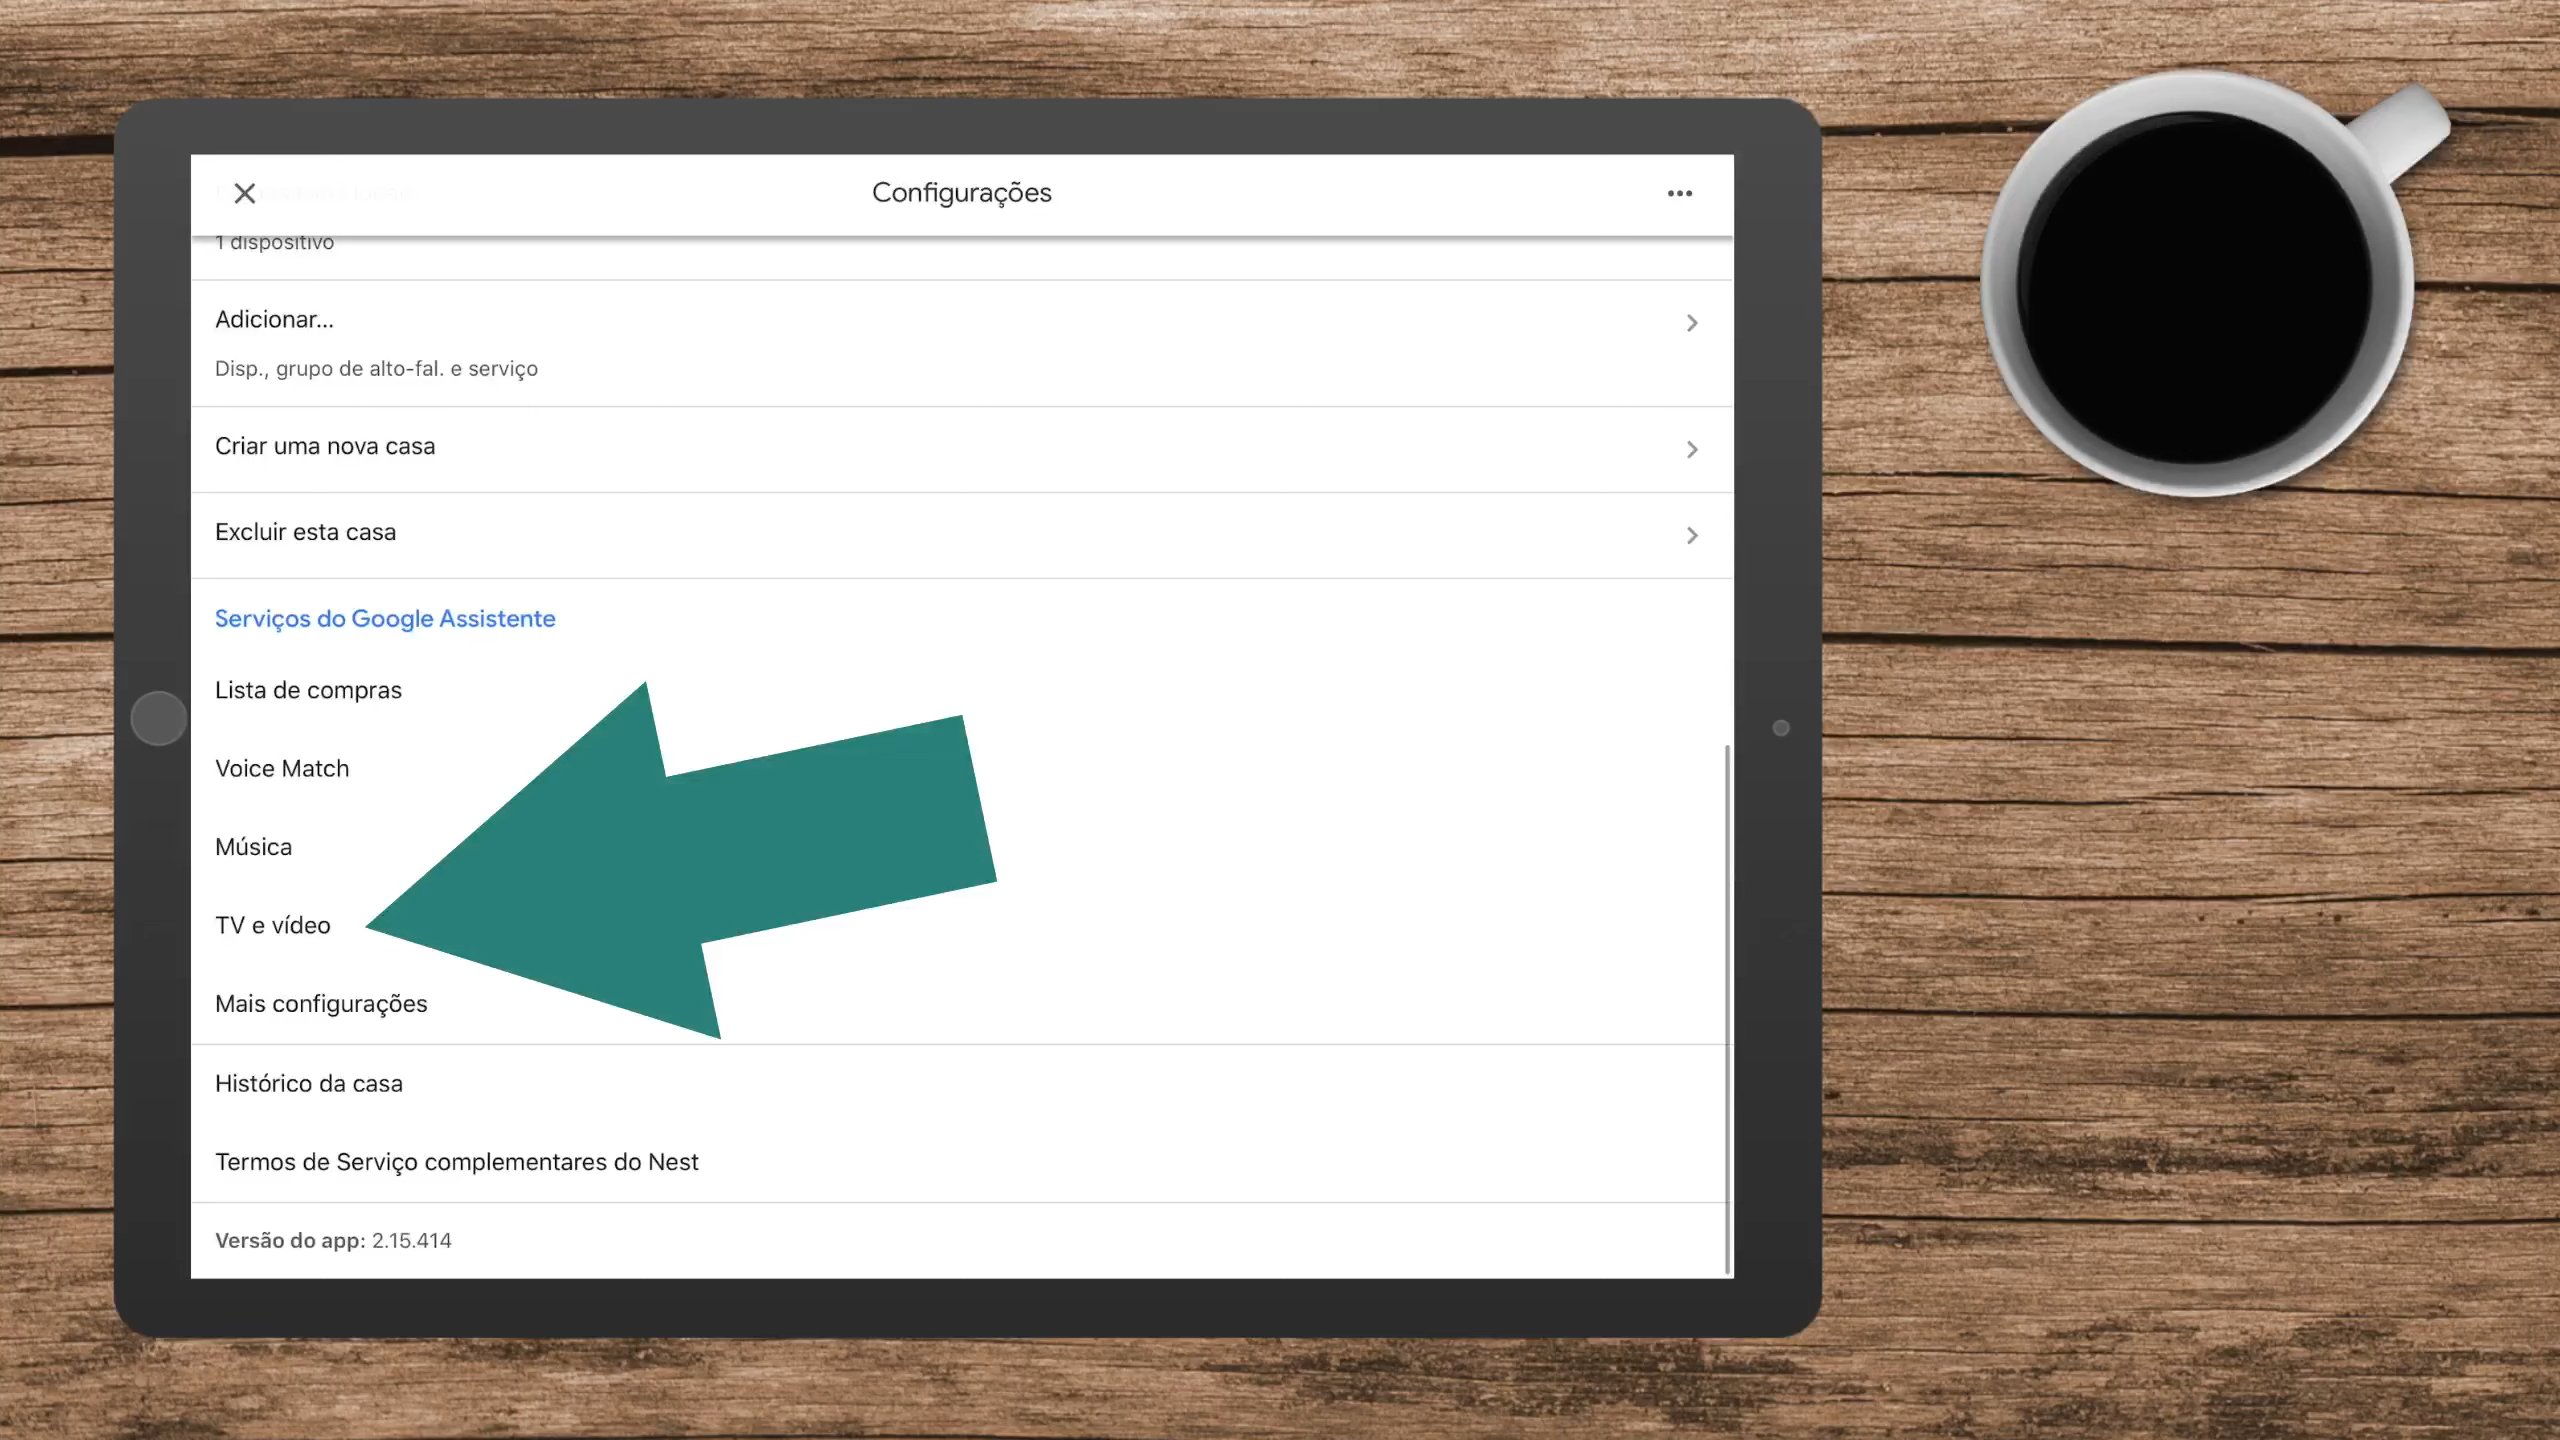 Configurações
1 dispositivo
Adicionar...
Disp., grupo de alto-fal. e serviço
Criar uma nova casa
Excluir esta casa
Serviços do Google Assistente
Lista de compras
Voice Match
Música
TV e vídeo
Mais configurações
Histórico da casa
Termos de Serviço complementares do Nest
Versão do app: 2.15.414